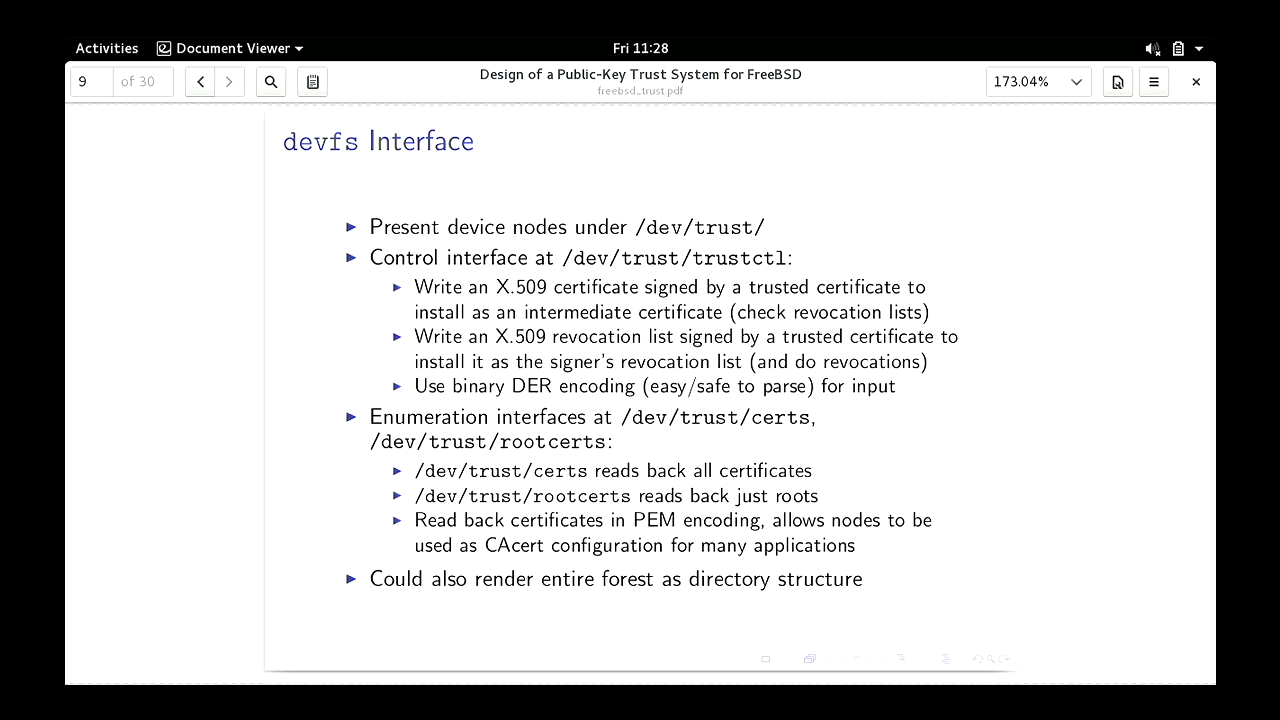 Activities Document Viewer Fri 11:28
9 of 30 Design of a Public-Key Trust System for FreeBSD 173.04%
freebsd_trust.pdf
devfs Interface
Present device nodes under /dev/trust/
Control interface at /dev/trust/trustctl:
Write an X.509 certificate signed by a trusted certificate to
install as an intermediate certificate (check revocation lists)
Write an X.509 revocation list signed by a trusted certificate to
install it as the signer's revocation list (and do revocations)
Use binary DER encoding (easy/safe to parse) for input
Enumeration interfaces at /dev/trust/certs,
/dev/trust/rootcerts:
/dev/trust/certs reads back all certificates
/dev/trust/rootcerts reads back just roots
Read back certificates in PEM encoding, allows nodes to be
used as CAcert configuration for many applications
Could also render entire forest as directory structure